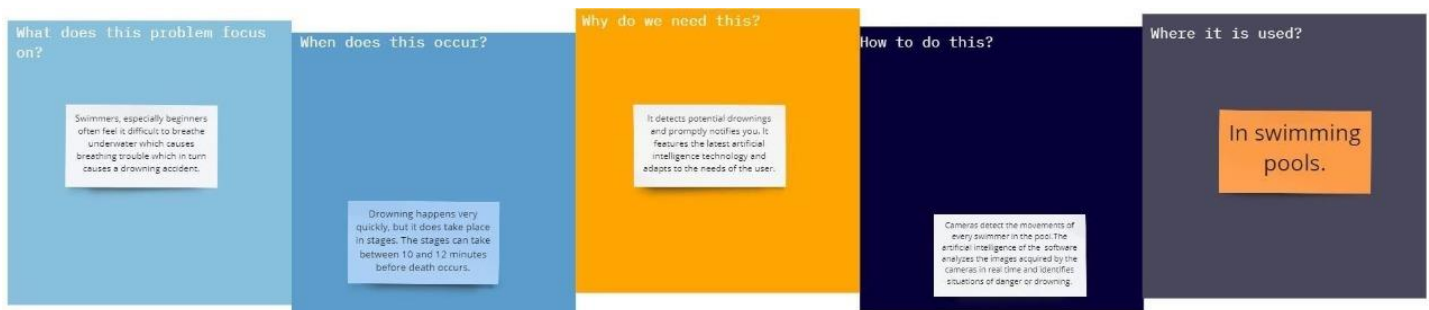 What does this problem focus
on?
Swimmers, especially beginners
often feel it difficult to breathe
underwater which causes
breathing trouble which in turn
causes a drowning accident.
When does this occur?
Drowning happens very
quickly, but it does take place
in stages. The stages can take
between 10 and 12 minutes
before death occurs.
Why do we need this?
It detects potential drownings
and promptly notifies you. It
features the latest artificial
intelligence technology and
adapts to the needs of the user.
How to do this?
Cameras detect the movements of
every swimmer in the pool.The
artificial intelligence of the software
analyzes the images acquired by the
cameras in real time and identifies
situations of danger or drowning.
Where it is used?
In swimming
pools.